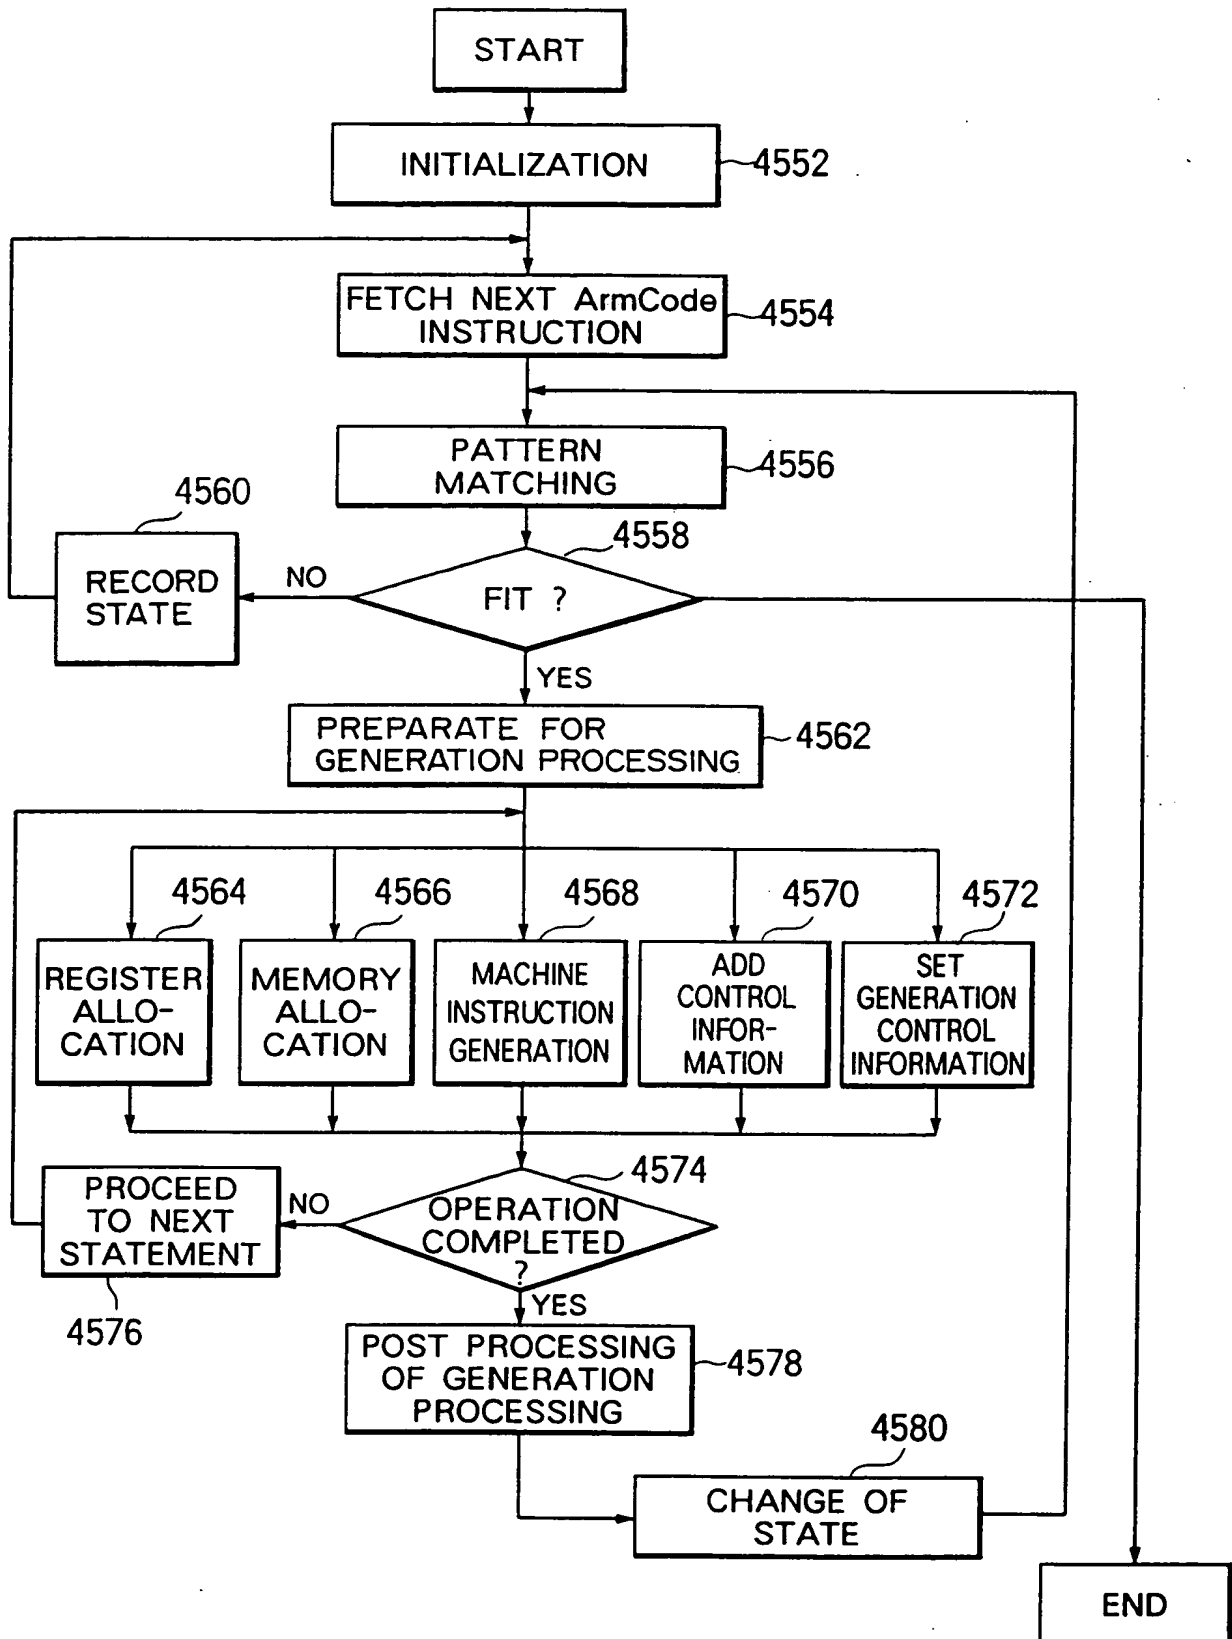 START
INITIALIZATION
4552
FETCH NEXT ArmCode
INSTRUCTION
4554
PATTERN
MATCHING
4556
4560
4558
RECORD
STATE
NO
FIT ?
YES
PREPARATE FOR
GENERATION PROCESSING
4562
4564
4566
4568
4570
4572
REGISTER
ALLO-
CATION
MEMORY
ALLO-
CATION
MACHINE
INSTRUCTION
GENERATION
ADD
CONTROL
INFOR-
MATION
SET
GENERATION
CONTROL
INFORMATION
4574
PROCEED
TO NEXT
STATEMENT
NO
OPERATION
COMPLETED
?
4576
YES
POST PROCESSING
OF GENERATION
PROCESSING
4578
4580
CHANGE OF
STATE
END